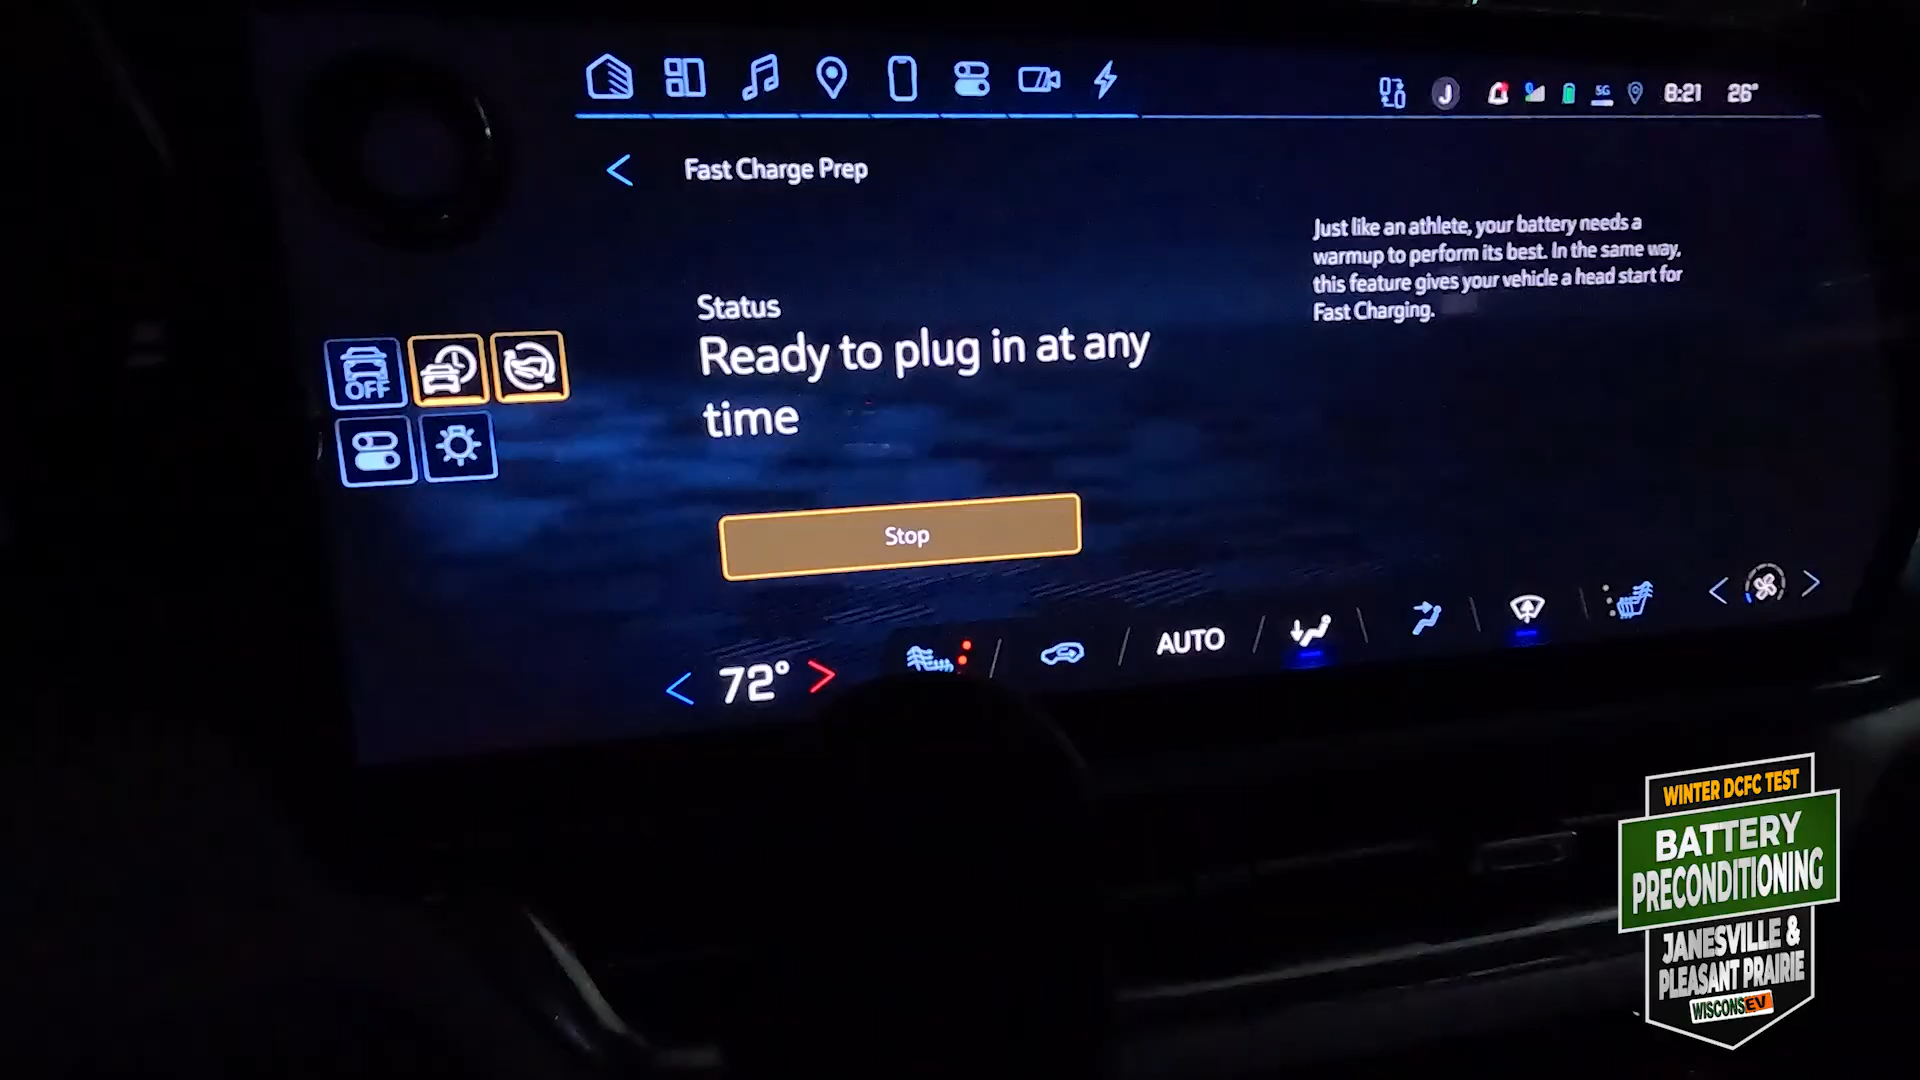 J
5G
8:21
26°
Fast Charge Prep
Just like an athlete, your battery needs a
warmup to perform its best. In the same way,
this feature gives your vehicle a head start for
Fast Charging.
Status
Ready to plug in at any
time
OFF
Stop
72°
AUTO
WINTER DCFC TEST
BATTERY
PRECONDITIONING
JANESVILLE &
PLEASANT PRAIRIE
WISCONSEV